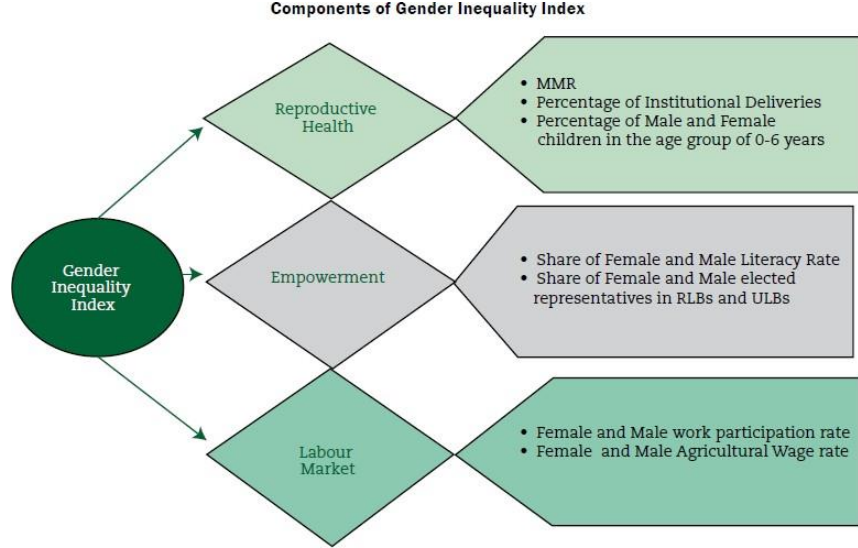 Components of Gender Inequality Index
Gender
Inequality
Index
Reproductive
Health
• MMR
• Percentage of Institutional Deliveries
• Percentage of Male and Female
children in the age group of 0-6 years
Empowerment
• Share of Female and Male Literacy Rate
• Share of Female and Male elected
representatives in RLBs and ULBs
Labour
Market
• Female and Male work participation rate
• Female and Male Agricultural Wage rate